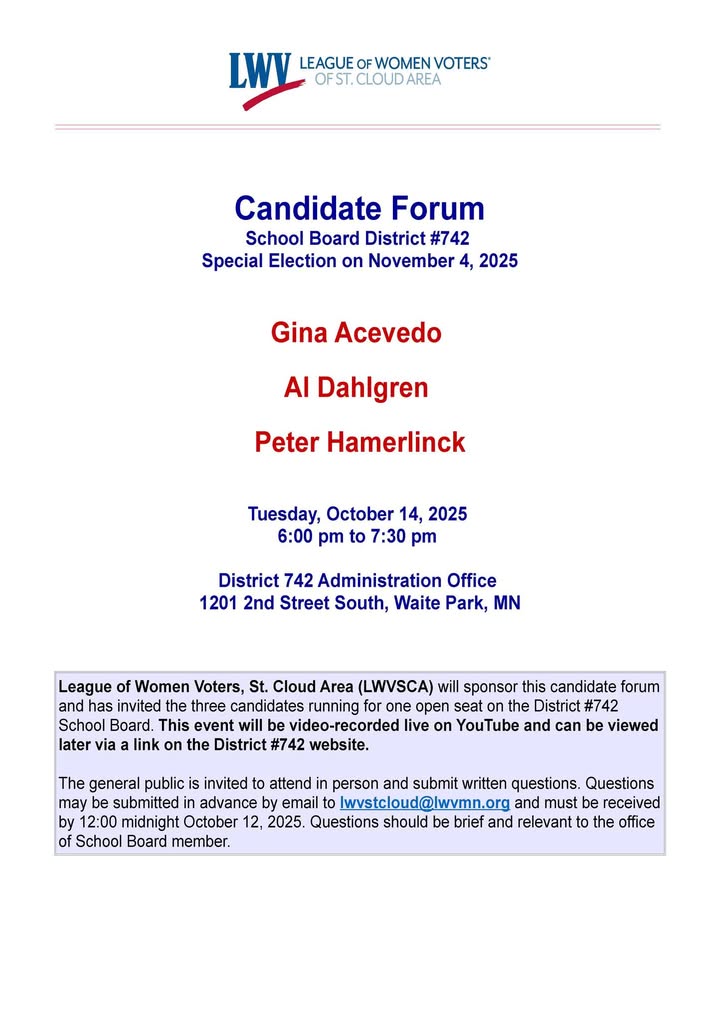 LWV LEAGUE OF WOMEN VOTERS®
OF ST. CLOUD AREA
Candidate Forum
School Board District #742
Special Election on November 4, 2025
Gina Acevedo
Al Dahlgren
Peter Hamerlinck
Tuesday, October 14, 2025
6:00 pm to 7:30 pm
District 742 Administration Office
1201 2nd Street South, Waite Park, MN
League of Women Voters, St. Cloud Area (LWVSCA) will sponsor this candidate forum
and has invited the three candidates running for one open seat on the District #742
School Board. This event will be video-recorded live on YouTube and can be viewed
later via a link on the District #742 website.
The general public is invited to attend in person and submit written questions. Questions
may be submitted in advance by email to lwvstcloud@lwvmn.org and must be received
by 12:00 midnight October 12, 2025. Questions should be brief and relevant to the office
of School Board member.